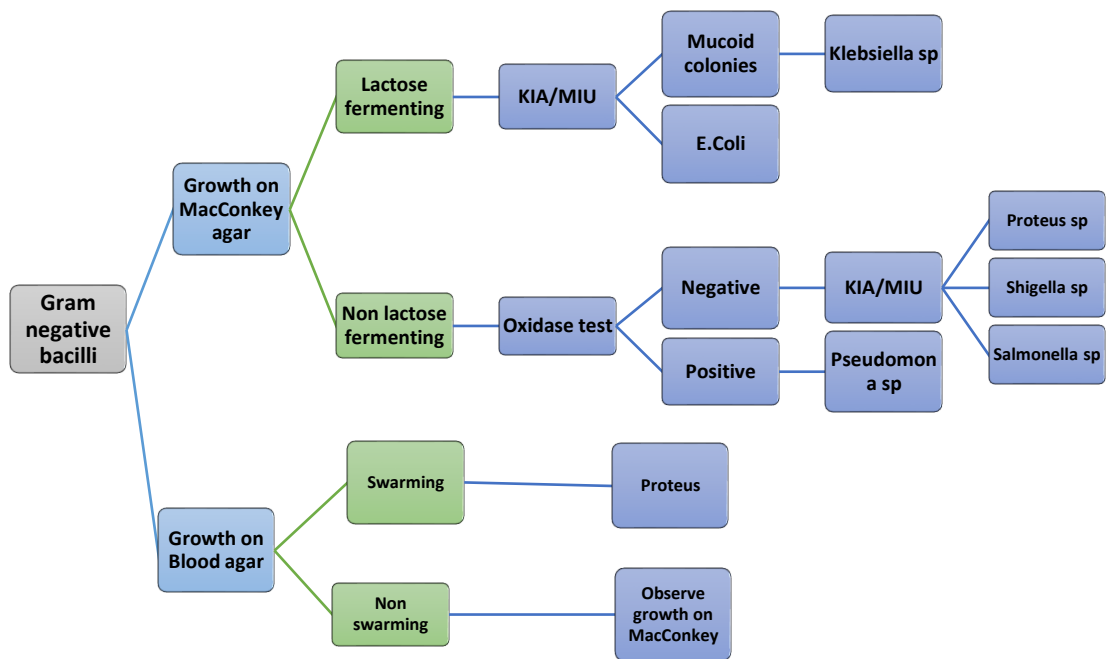 Gram
negative
bacilli
Growth on
MacConkey
agar
Lactose
fermenting
KIA/MIU
Mucoid
colonies
Klebsiella sp
E.Coli
Non lactose
fermenting
Oxidase test
Negative
KIA/MIU
Proteus sp
Shigella sp
Salmonella sp
Positive
Pseudomon
a sp
Growth on
Blood agar
Swarming
Proteus
Non
swarming
Observe
growth on
MacConkey